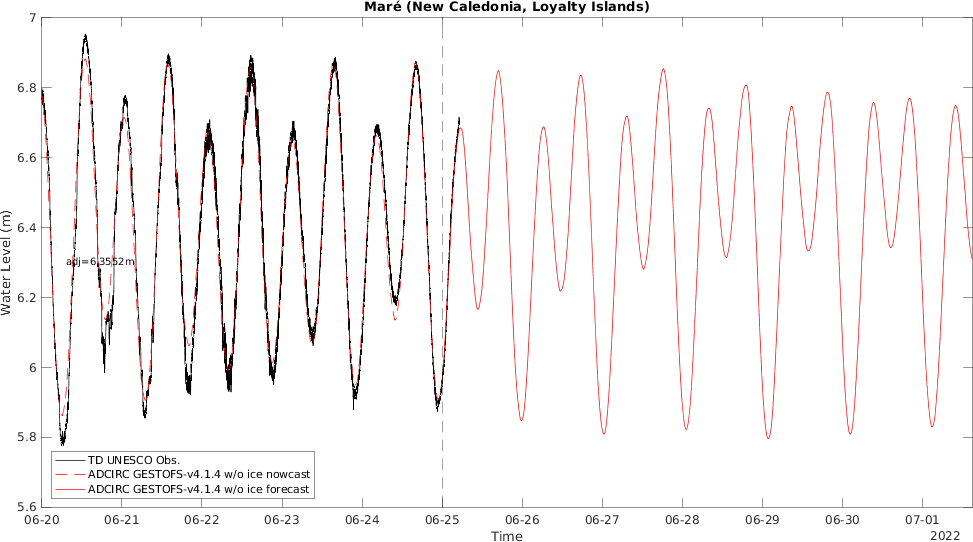 Maré (New Caledonia, Loyalty Islands)
7
6.8
6.6
6.4
6.2
6
5.8
5.6
Water Level (m)
adj=6.3552m
TD UNESCO Obs.
ADCIRC GESTOFS-v4.1.4 w/o ice nowcast
ADCIRC GESTOFS-v4.1.4 w/o ice forecast
06-20 06-21 06-22 06-23 06-24 06-25 06-26 06-27 06-28 06-29 06-30 07-01
2022
Time